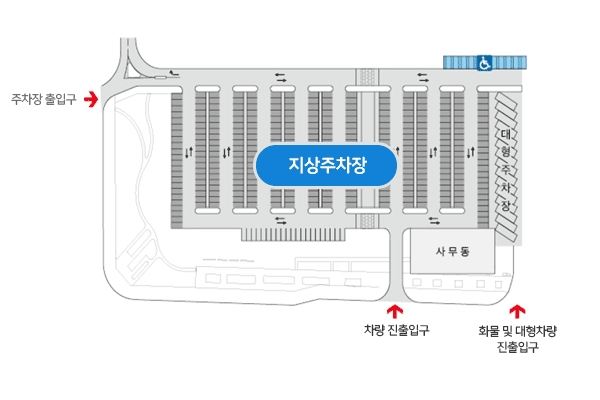 주차장 출입구
지상주차장
대형주차장
사무동
차량 진출입구
화물 및 대형차량
진출입구